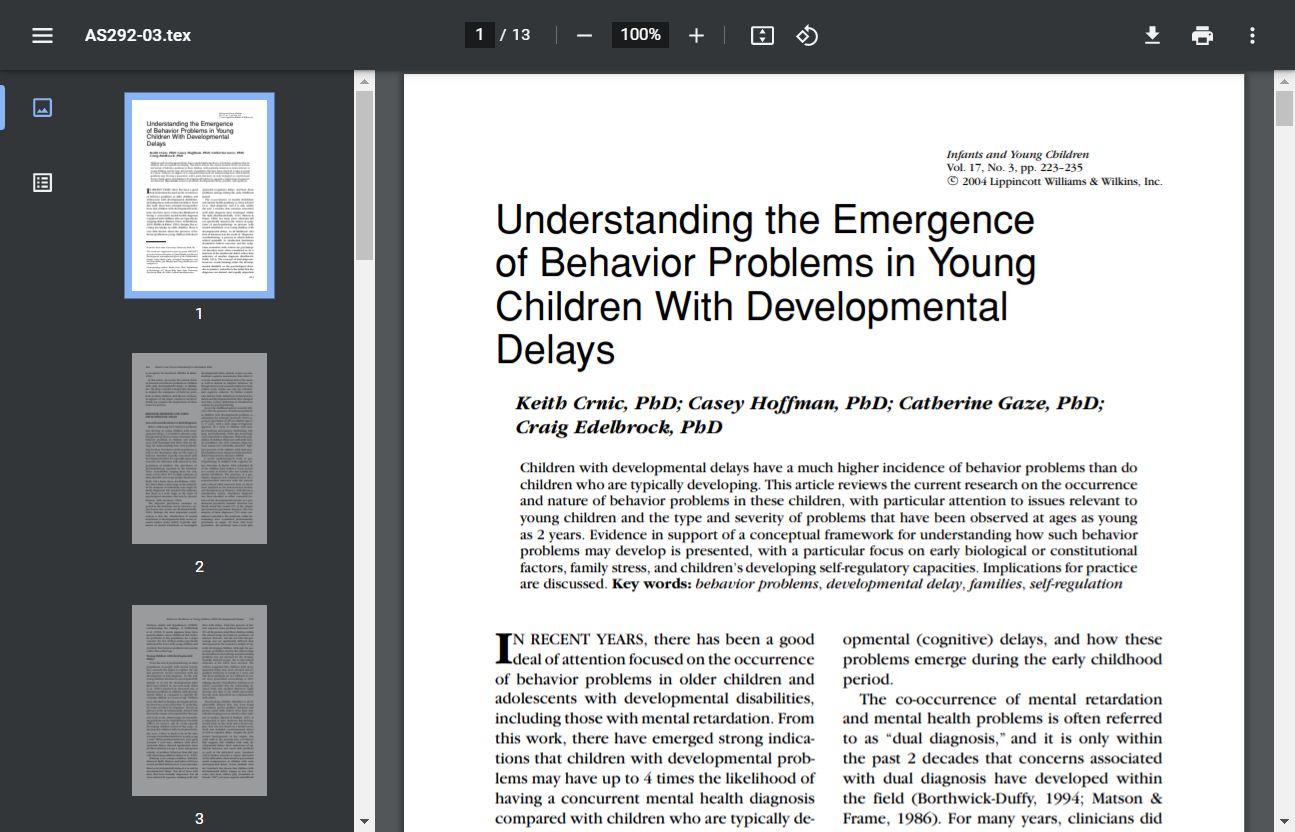 AS292-03.tex
1 / 13
100%
1
2
3
Infants and Young Children
Vol. 17, No. 3, pp. 223–235
© 2004 Lippincott Williams & Wilkins, Inc.
Understanding the Emergence
of Behavior Problems in Young
Children With Developmental
Delays
Keith Crnic, PhD; Casey Hoffman, PhD; Catherine Gaze, PhD;
Craig Edelbrock, PhD
Children with developmental delays have a much higher incidence of behavior problems than do
children who are typically developing. This article reviews the current research on the occurrence
and nature of behavior problems in these children, with particular attention to issues relevant to
young children and the type and severity of problems that have been observed at ages as young
as 2 years. Evidence in support of a conceptual framework for understanding how such behavior
problems may develop is presented, with a particular focus on early biological or constitutional
factors, family stress, and children's developing self-regulatory capacities. Implications for practice
are discussed. Key words: behavior problems, developmental delay, families, self-regulation
IN RECENT YEARS, there has been a good
deal of attention focused on the occurrence
of behavior problems in older children and
adolescents with developmental disabilities,
including those with mental retardation. From
this work, there have emerged strong indica-
tions that children with developmental prob-
lems may have up to 4 times the likelihood of
having a concurrent mental health diagnosis
compared with children who are typically de-
opmental (cognitive) delays, and how these
problems emerge during the early childhood
period.
The co-occurrence of mental retardation
and mental health problems is often referred
to as "dual diagnosis," and it is only within
the past 2 decades that concerns associated
with dual diagnosis have developed within
the field (Borthwick-Duffy, 1994; Matson &
Frame, 1986). For many years, clinicians did